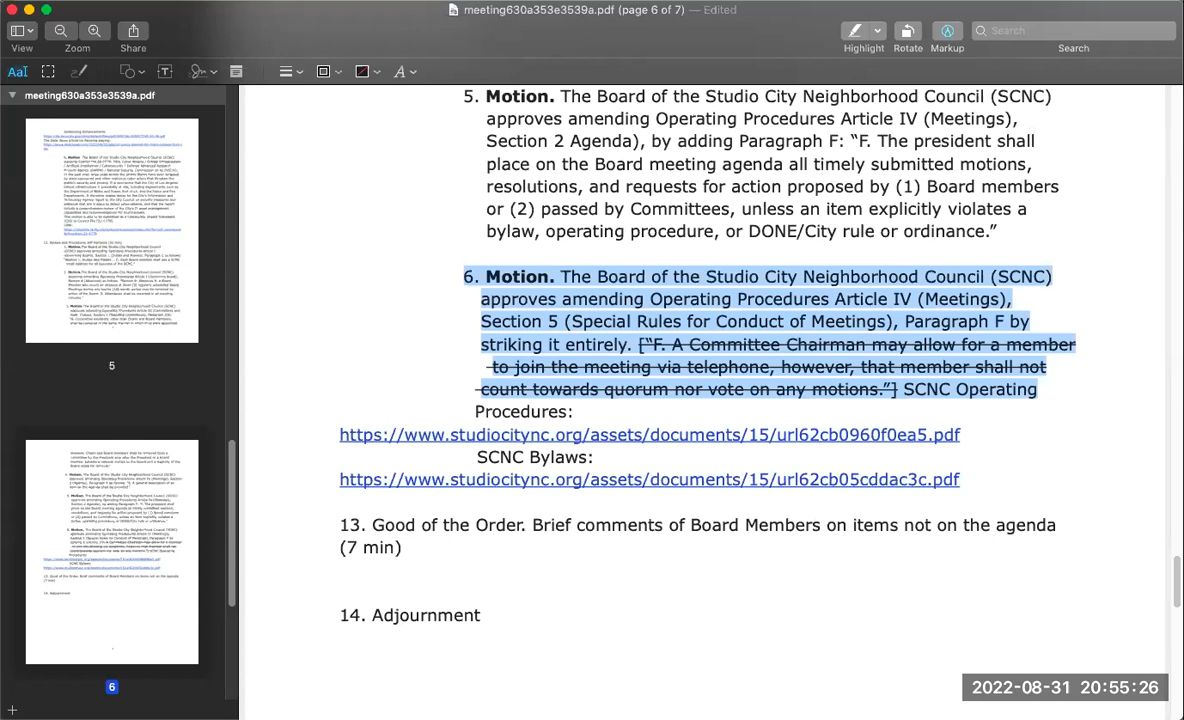 meeting630a353e3539a.pdf (page 6 of 7) — Edited
View
Zoom
Share
Highlight
Rotate
Markup
Search
Search
AaI
A
meeting630a353e3539a.pdf
5
6
5. Motion. The Board of the Studio City Neighborhood Council (SCNC)
approves amending Operating Procedures Article IV (Meetings),
Section 2 Agenda), by adding Paragraph F: “F. The president shall
place on the Board meeting agenda all timely submitted motions,
resolutions, and requests for action proposed by (1) Board members
or (2) passed by Committees, unless an item explicitly violates a
bylaw, operating procedure, or DONE/City rule or ordinance.”
6. Motion. The Board of the Studio City Neighborhood Council (SCNC)
approves amending Operating Procedures Article IV (Meetings),
Section 5 (Special Rules for Conduct of Meetings), Paragraph F by
striking it entirely. [“F. A Committee Chairman may allow for a member
to join the meeting via telephone, however, that member shall not
count towards quorum nor vote on any motions.”] SCNC Operating
Procedures:
https://www.studiocitync.org/assets/documents/15/url62cb0960f0ea5.pdf
SCNC Bylaws:
https://www.studiocitync.org/assets/documents/15/url62cb05cddac3c.pdf
13. Good of the Order. Brief comments of Board Members on items not on the agenda
(7 min)
14. Adjournment
2022-08-31 20:55:26